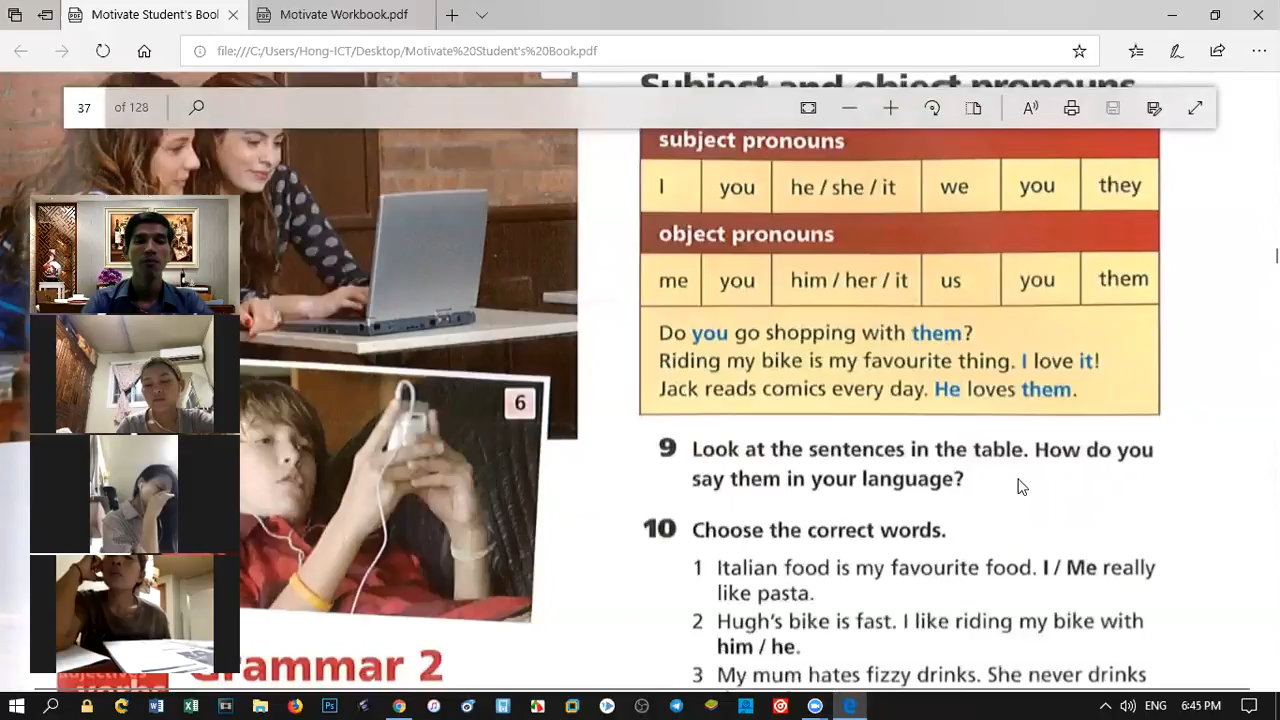 Motivate Student's Boo
Motivate Workbook.pdf
file:///C:/Users/Hong-ICT/Desktop/Motivate%20Student's%20Book.pdf
Subject and object pronouns
37 of 128
subject pronouns
I you he / she / it we you they
object pronouns
me you him / her / it us you them
Do you go shopping with them?
Riding my bike is my favourite thing. I love it!
Jack reads comics every day. He loves them.
6
9 Look at the sentences in the table. How do you
say them in your language?
10 Choose the correct words.
1 Italian food is my favourite food. I / Me really
like pasta.
2 Hugh's bike is fast. I like riding my bike with
him / he.
3 My mum hates fizzy drinks. She never drinks
Grammar 2
adjectives
verbs
6:45 PM